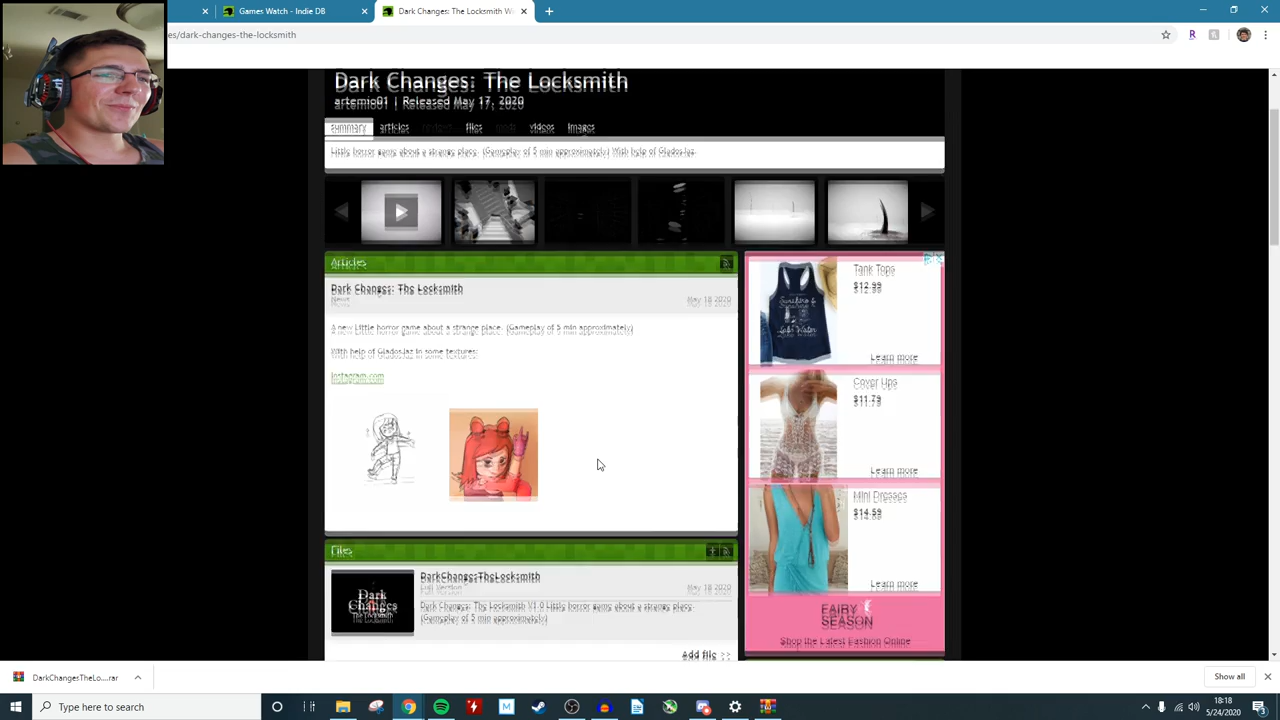 Games Watch - Indie DB
Dark Changes: The Locksmith Wi
es/dark-changes-the-locksmith
Dark Changes: The Locksmith
artemio01 | Released May 17, 2020
summary articles reviews files mods videos images
Little horror game about a strange place. (Gameplay of 5 min approximately) With help of GladosJaz.
Articles
Dark Changes: The Locksmith
News
May 18 2020
A new Little horror game about a strange place. (Gameplay of 5 min approximately)
With help of GladosJaz in some textures:
Instagram.com
Tank Tops
$12.99
Learn more
Cover Ups
$11.79
Learn more
Mini Dresses
$14.59
Learn more
FAIRY
SEASON
Shop the Latest Fashion Online
Files
DarkChangesTheLocksmith
Full Version
May 18 2020
Dark Changes: The Locksmith V1.0 Little horror game about a strange place.
(Gameplay of 5 min approximately)
Dark
Changes
The Locksmith
Add file >>
DarkChangesTheLo....rar
Show all
Type here to search
18:18
5/24/2020